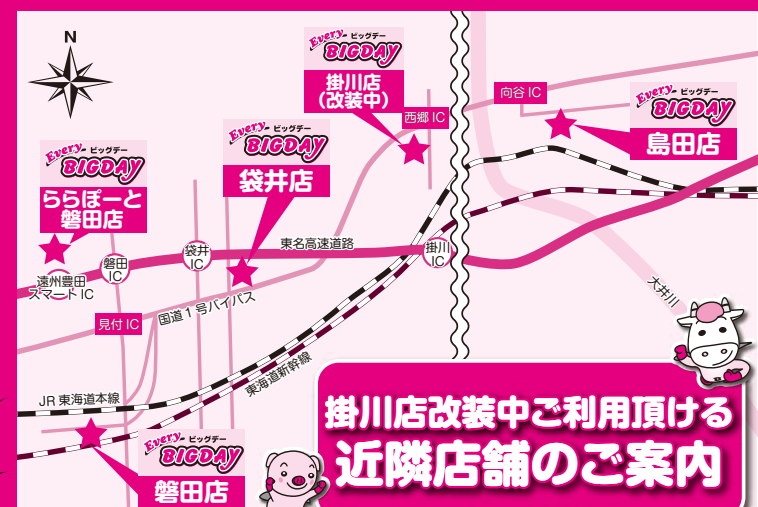 N
Every ビッグデー
BIGDAY
掛川店
(改装中)
西郷 IC
向谷 IC
Every ビッグデー
BIGDAY
島田店
Every ビッグデー
BIGDAY
袋井店
Every ビッグデー
BIGDAY
ららぽーと
磐田店
遠州豊田
スマート IC
磐田
IC
袋井
IC
東名高速道路
掛川
IC
見付 IC
国道1号バイパス
大井川
東海道新幹線
JR 東海道本線
Every ビッグデー
BIGDAY
磐田店
掛川店改装中ご利用頂ける
近隣店舗のご案内